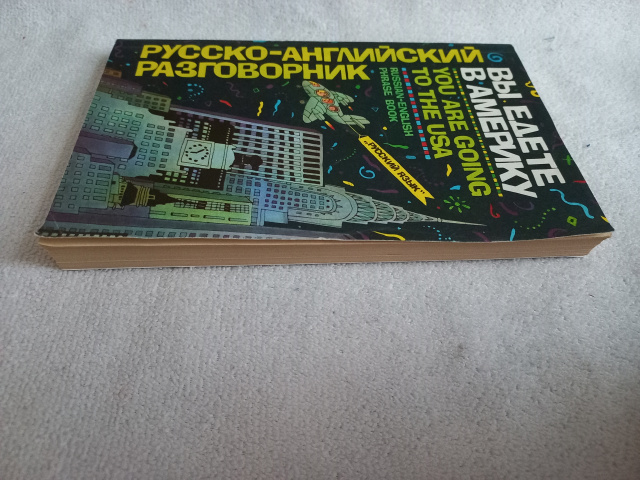 РУССКО-АНГЛИЙСКИЙ
РАЗГОВОРНИК
RUSSIAN-ENGLISH
PHRASE BOOK
ВЫ ЕДЕТЕ
В АМЕРИКУ
YOU ARE GOING
TO THE USA
„РУССКИЙ ЯЗЫК"